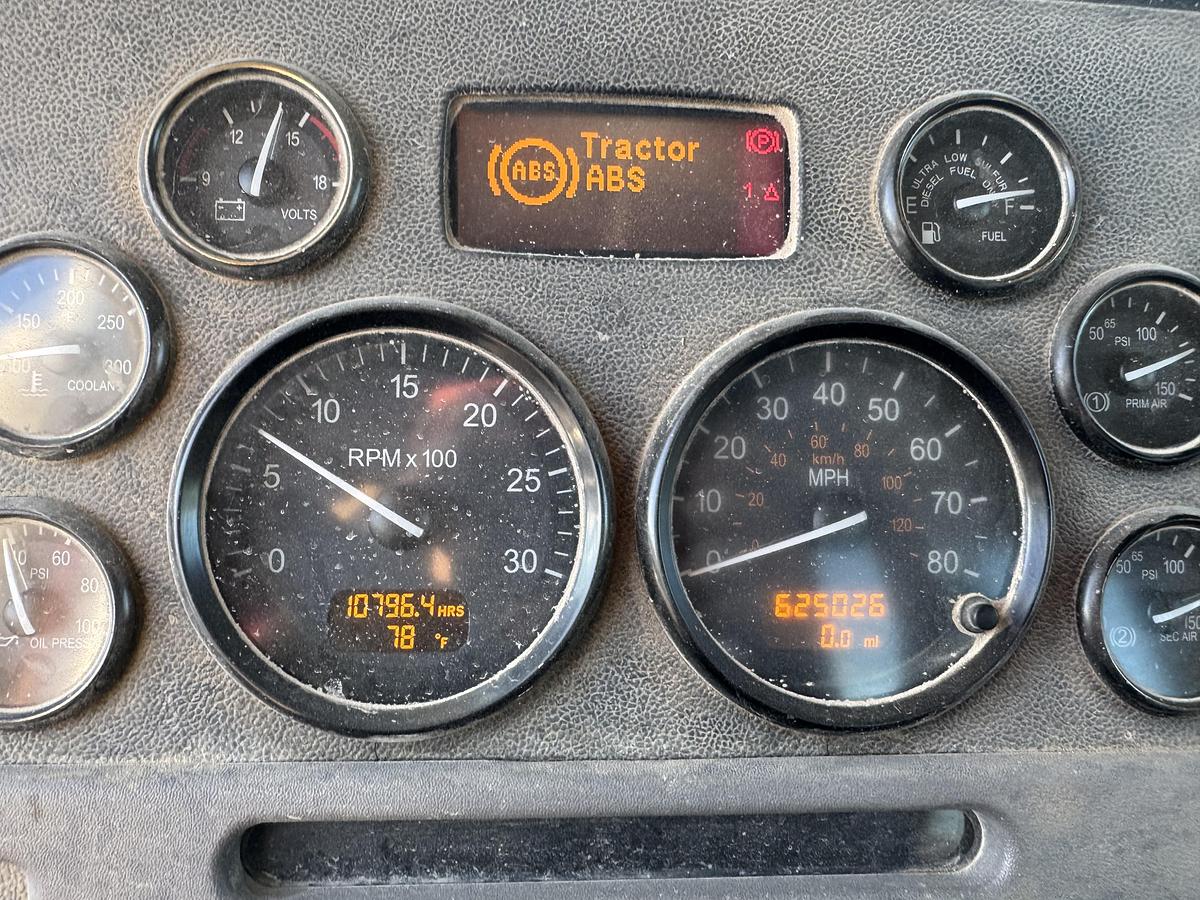 12
15
9
18
VOLTS
ABS
Tractor
ABS
P
1
ULTRA LOW SULFUR
DIESEL FUEL ONLY
E
F
FUEL
150
200
250
100
300
COOLANT
0
5
10
15
20
25
30
RPM x 100
10796.4 HRS
78 °F
0
10
20
30
40
50
60
70
80
20
40
60
80
100
120
km/h
MPH
625026
0.0 mi
50
65
100
150
PSI
(1)
PRIM AIR
60
80
100
PSI
OIL PRESS
50
65
100
150
PSI
(2)
SEC AIR